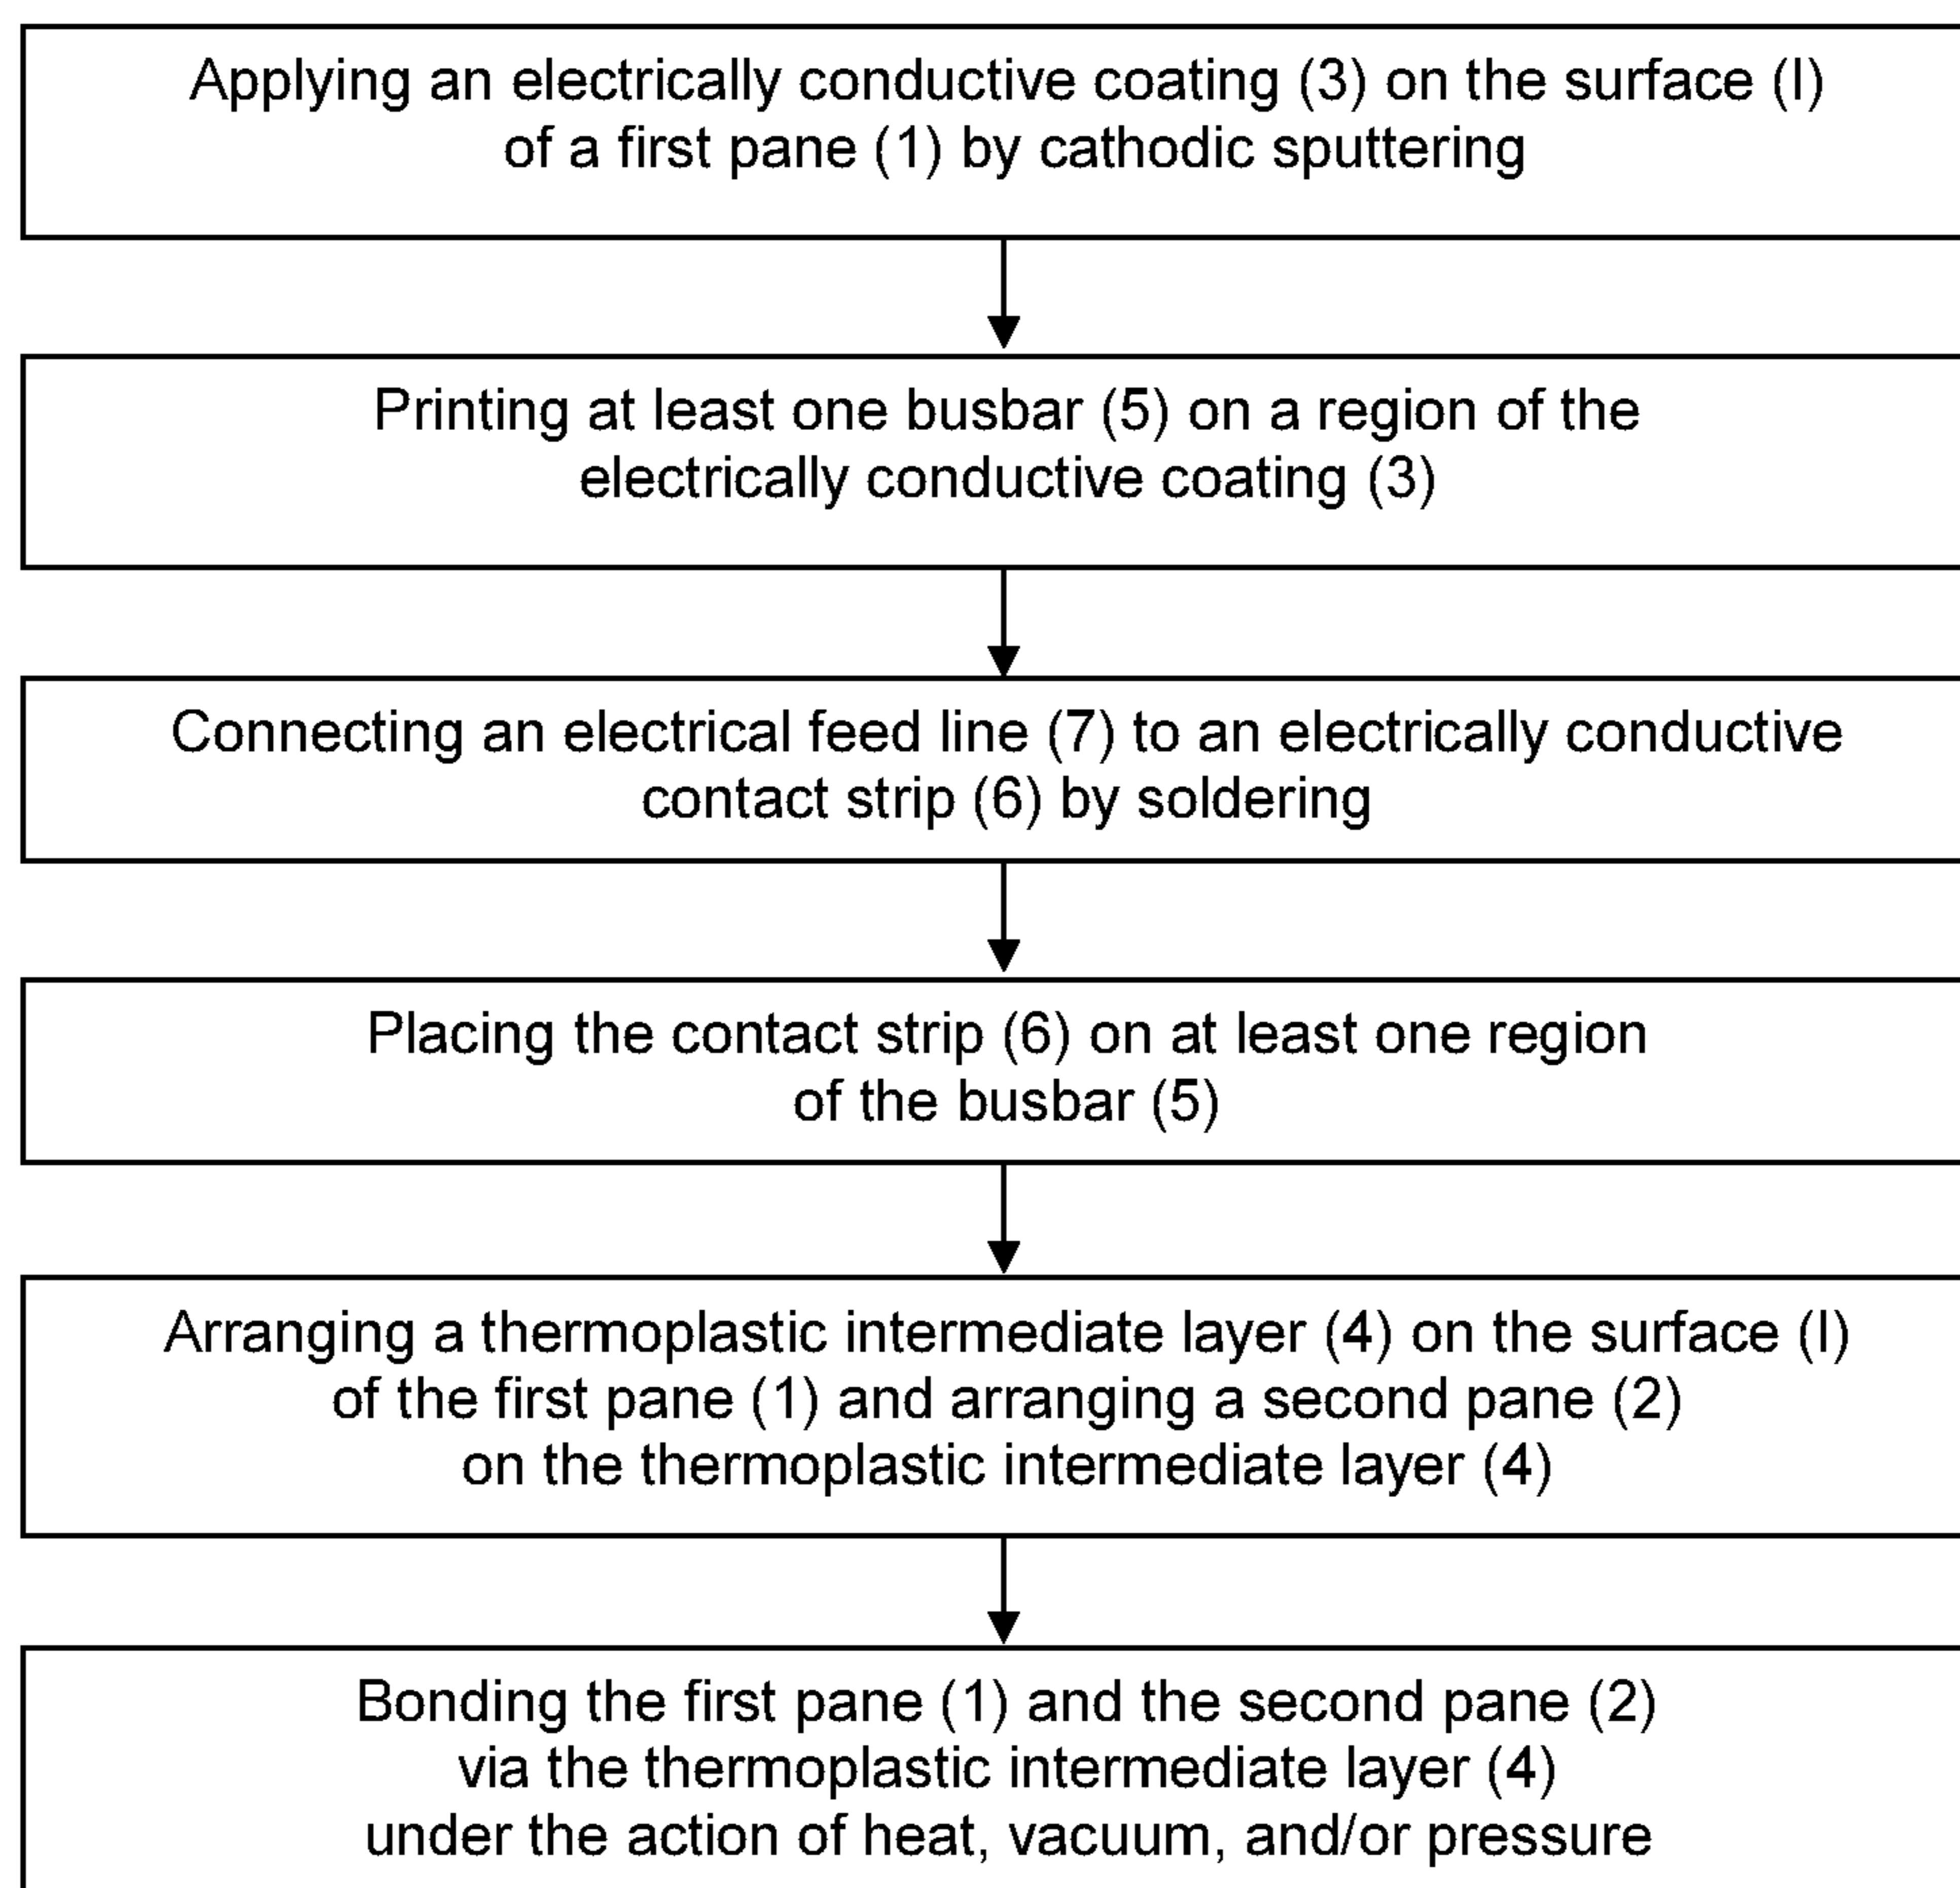 Applying an electrically conductive coating (3) on the surface (I)
of a first pane (1) by cathodic sputtering
Printing at least one busbar (5) on a region of the
electrically conductive coating (3)
Connecting an electrical feed line (7) to an electrically conductive
contact strip (6) by soldering
Placing the contact strip (6) on at least one region
of the busbar (5)
Arranging a thermoplastic intermediate layer (4) on the surface (I)
of the first pane (1) and arranging a second pane (2)
on the thermoplastic intermediate layer (4)
Bonding the first pane (1) and the second pane (2)
via the thermoplastic intermediate layer (4)
under the action of heat, vacuum, and/or pressure